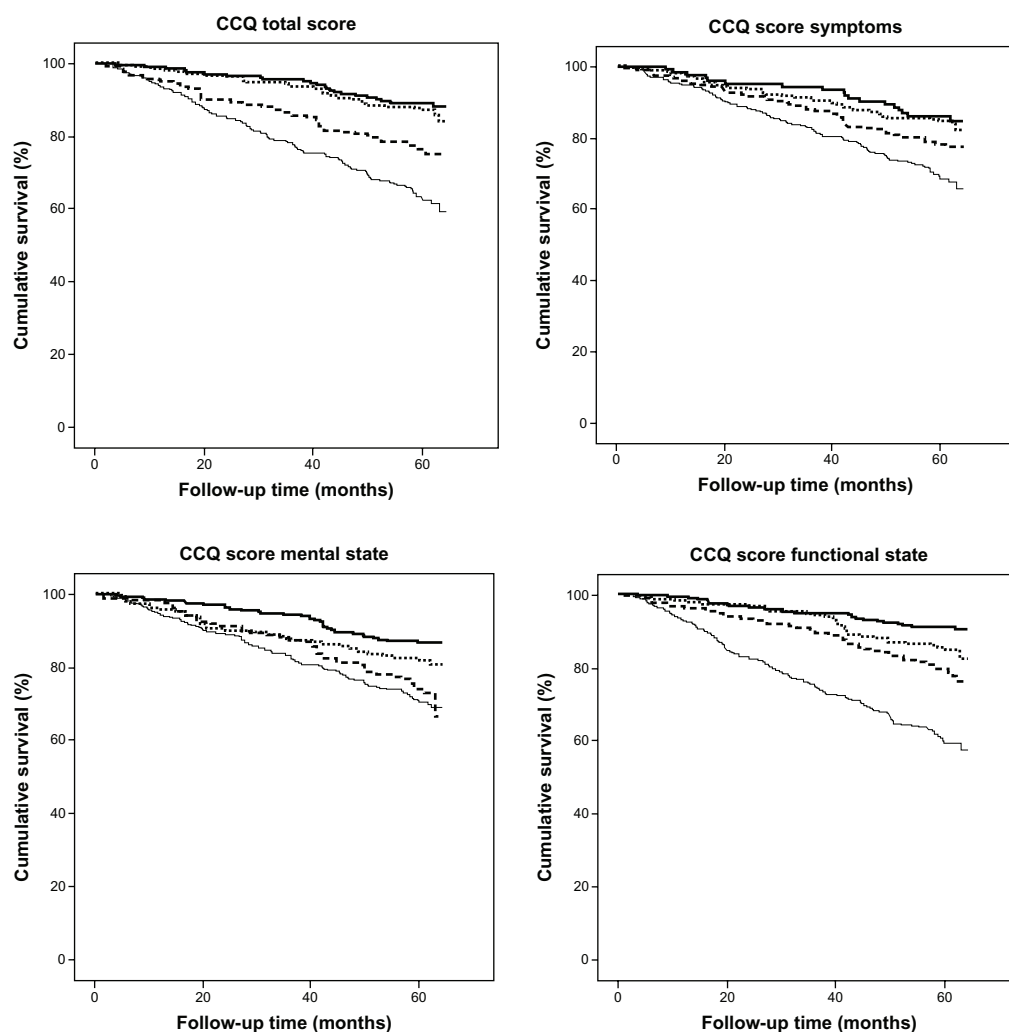 CCQ total score
100
80
60
40
20
0
Cumulative survival (%)
0 20 40 60
Follow-up time (months)
CCQ score symptoms
100
80
60
40
20
0
Cumulative survival (%)
0 20 40 60
Follow-up time (months)
CCQ score mental state
100
80
60
40
20
0
Cumulative survival (%)
0 20 40 60
Follow-up time (months)
CCQ score functional state
100
80
60
40
20
0
Cumulative survival (%)
0 20 40 60
Follow-up time (months)